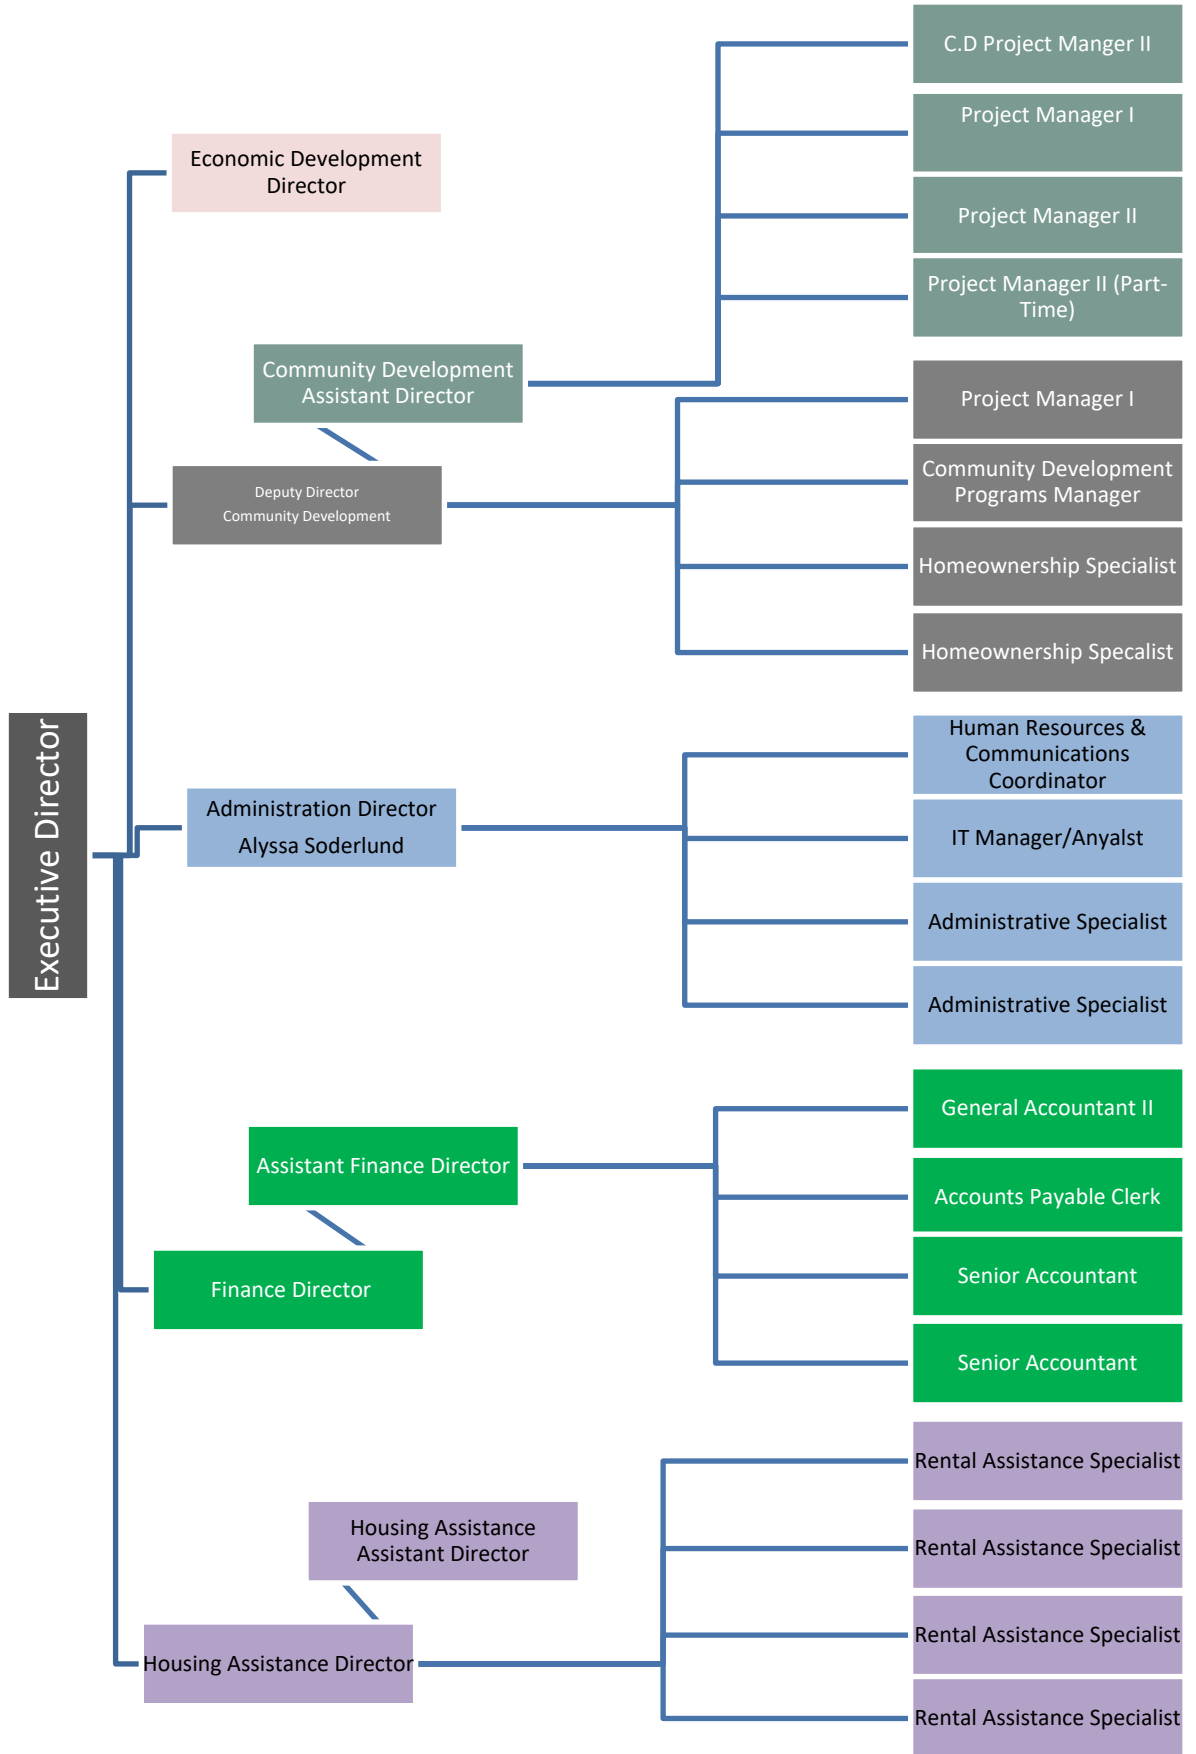 C.D Project Manger II
Project Manager I
Economic Development
Director
Project Manager II
Project Manager II (Part-
Time)
Community Development
Assistant Director
Project Manager I
Community Development
Programs Manager
Deputy Director
Community Development
Homeownership Specialist
Homeownership Specalist
Executive Director
Human Resources &
Communications
Coordinator
Administration Director
Alyssa Soderlund
IT Manager/Anyalst
Administrative Specialist
Administrative Specialist
General Accountant II
Assistant Finance Director
Accounts Payable Clerk
Finance Director
Senior Accountant
Senior Accountant
Rental Assistance Specialist
Housing Assistance
Assistant Director
Rental Assistance Specialist
Rental Assistance Specialist
Housing Assistance Director
Rental Assistance Specialist